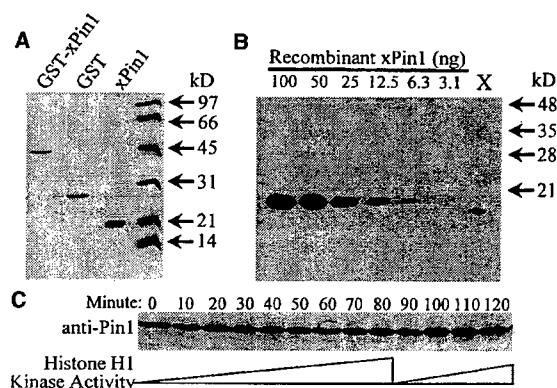 A
GST-xPin1
GST
xPin1
kD
97
66
45
31
21
14
B
Recombinant xPin1 (ng)
100 50 25 12.5 6.3 3.1 X
kD
48
35
28
21
C
Minute: 0 10 20 30 40 50 60 70 80 90 100 110 120
anti-Pin1
Histone H1
Kinase Activity